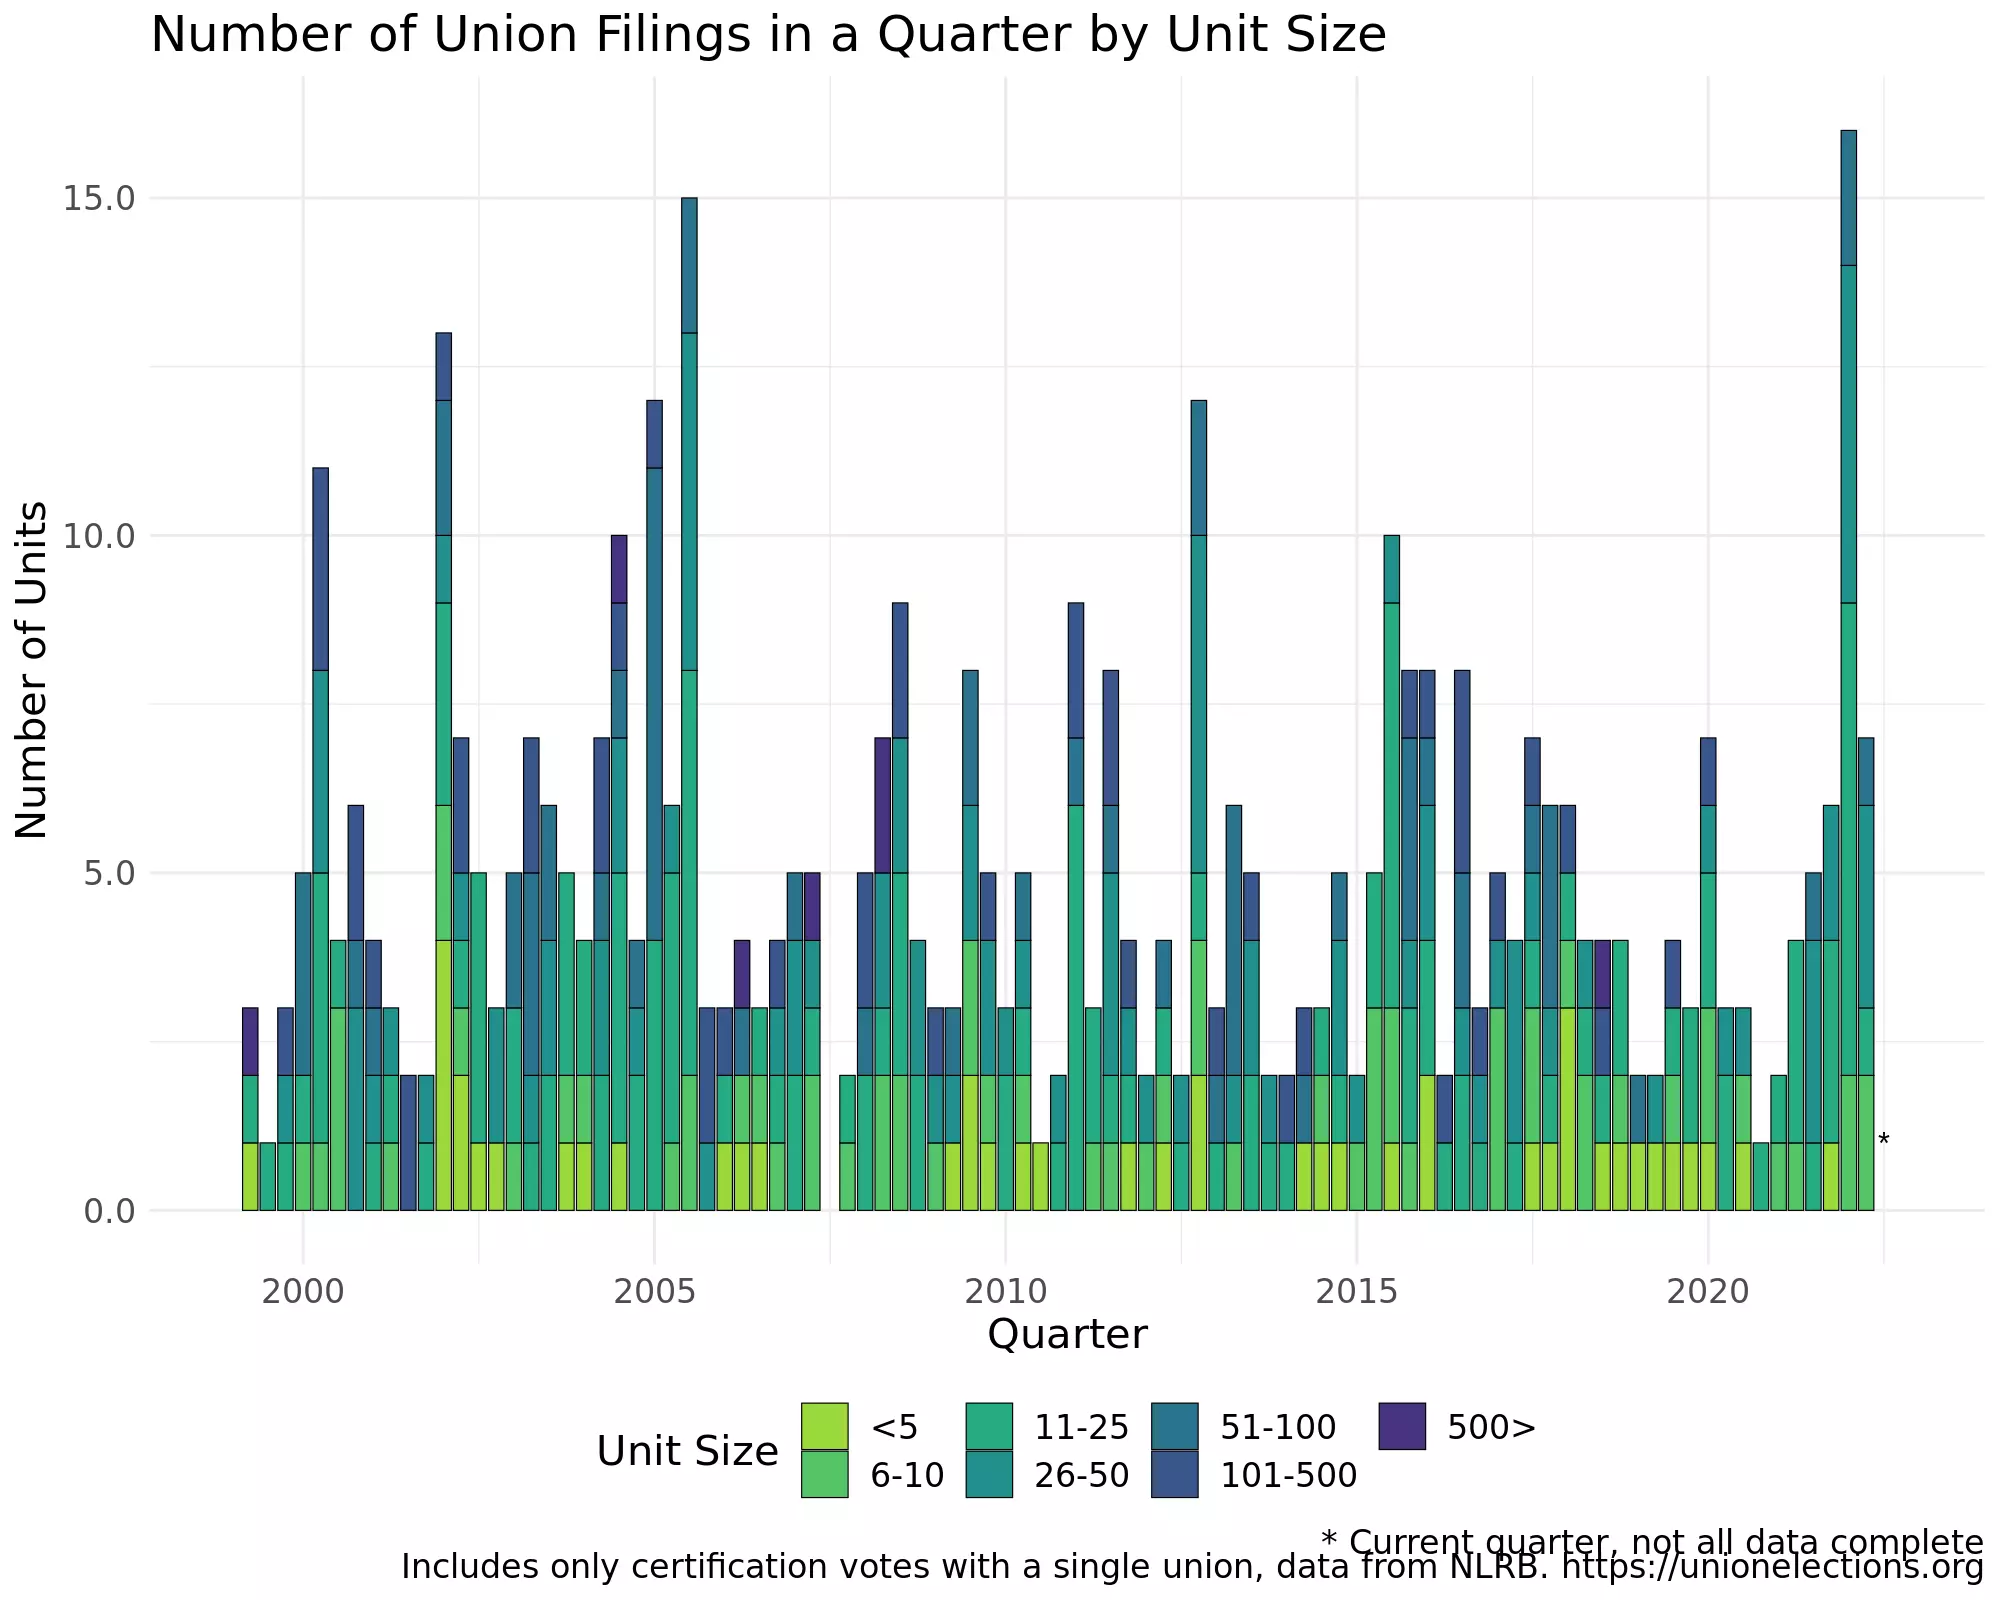 Number of Union Filings in a Quarter by Unit Size
Number of Units
15.0
10.0
5.0
0.0
*
2000 2005 2010 2015 2020
Quarter
Unit Size
<5 11-25 51-100 500>
6-10 26-50 101-500
* Current quarter, not all data complete
Includes only certification votes with a single union, data from NLRB. https://unionelections.org